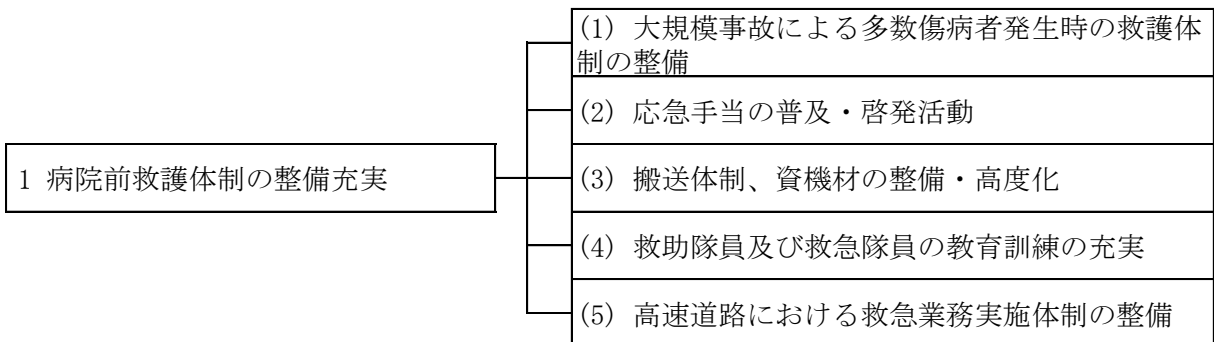 (1) 大規模事故による多数傷病者発生時の救護体
制の整備
(2) 応急手当の普及・啓発活動
1 病院前救護体制の整備充実
(3) 搬送体制、資機材の整備・高度化
(4) 救助隊員及び救急隊員の教育訓練の充実
(5) 高速道路における救急業務実施体制の整備